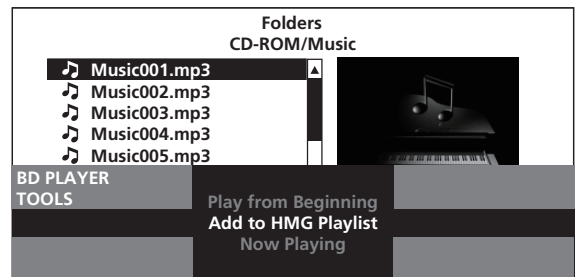 Folders
CD-ROM/Music
Music001.mp3
Music002.mp3
Music003.mp3
Music004.mp3
Music005.mp3
BD PLAYER
TOOLS
Play from Beginning
Add to HMG Playlist
Now Playing